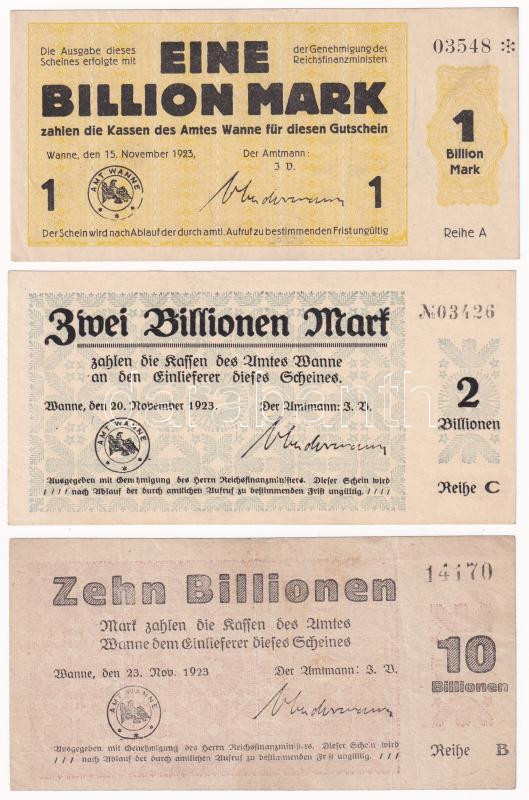 Die Ausgabe dieses
Scheines erfolgte mit
EINE
der Genehmigung des
Reichsfinanzministers
03548 ✻
BILLION MARK
zahlen die Kassen des Amtes Wanne für diesen Gutschein
Wanne, den 15. November 1923,
Der Amtmann:
J. V.
1
AMT WANNE
1
Der Schein wird nach Ablauf der durch amtl. Aufruf zu bestimmenden Frist ungültig
1
Billion
Mark
Reihe A
Zwei Billionen Mark
№03426
zahlen die Kassen des Amtes Wanne
an den Einlieferer dieses Scheines.
Wanne, den 20. November 1923.
Der Amtmann: J. V.
AMT WANNE
Ausgegeben mit Genehmigung des Herrn Reichsfinanzministers. Dieser Schein wird
//// nach Ablauf der durch amtlichen Aufruf zu bestimmenden Frist ungültig. ////
2
Billionen
Reihe C
darabanth
Zehn Billionen
14170
Mark zahlen die Kassen des Amtes
Wanne dem Einlieferer dieses Scheines
Wanne, den 23. Nov. 1923
Der Amtmann: J. V.
AMT WANNE
Ausgegeben mit Genehmigung des Herrn Reichsfinanzministers. Dieser Schein wird
/// nach Ablauf der durch amtlichen Aufruf zu bestimmenden Frist ungültig. ///
10
Billionen
Reihe B